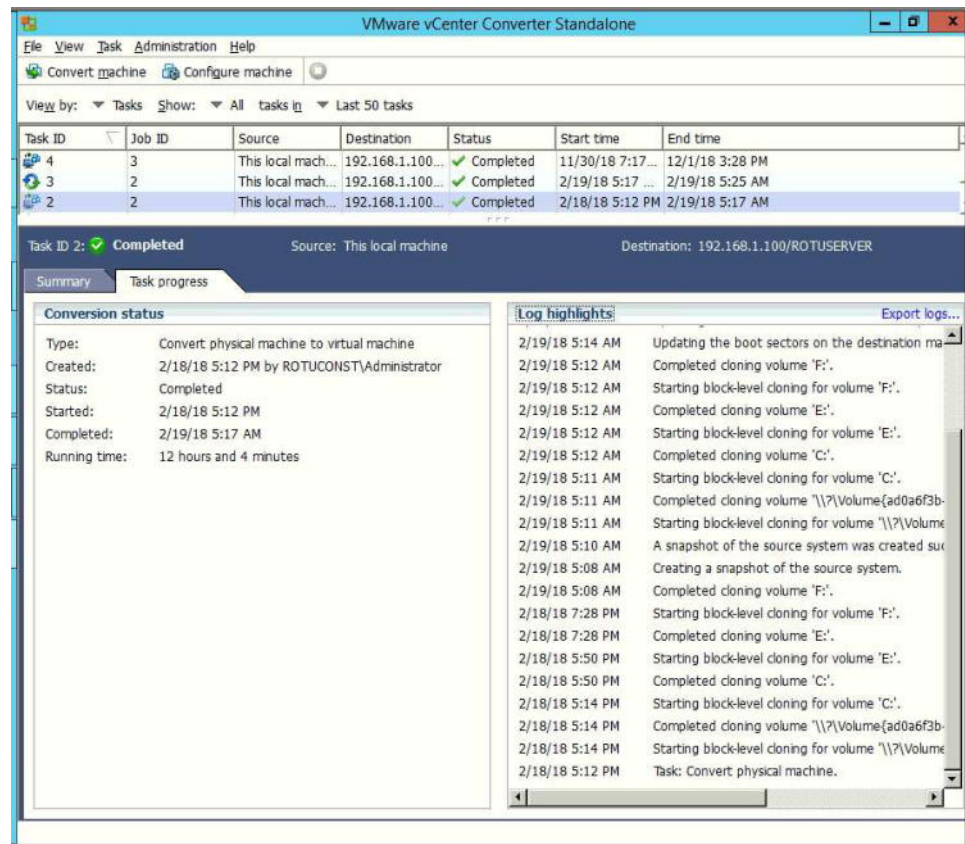 VMware vCenter Converter Standalone
File View Task Administration Help
Convert machine Configure machine
View by: Tasks Show: All tasks in Last 50 tasks
Task ID Job ID Source Destination Status Start time End time
4 3 This local mach... 192.168.1.100... Completed 11/30/18 7:17... 12/1/18 3:28 PM
3 2 This local mach... 192.168.1.100... Completed 2/19/18 5:17 ... 2/19/18 5:25 AM
2 2 This local mach... 192.168.1.100... Completed 2/18/18 5:12 PM 2/19/18 5:17 AM
Task ID 2: Completed Source: This local machine Destination: 192.168.1.100/ROTUSERVER
Summary Task progress
Conversion status
Type: Convert physical machine to virtual machine
Created: 2/18/18 5:12 PM by ROTUCONST\Administrator
Status: Completed
Started: 2/18/18 5:12 PM
Completed: 2/19/18 5:17 AM
Running time: 12 hours and 4 minutes
Log highlights Export logs...
2/19/18 5:14 AM Updating the boot sectors on the destination ma
2/19/18 5:12 AM Completed cloning volume 'F:'.
2/19/18 5:12 AM Starting block-level cloning for volume 'F:'.
2/19/18 5:12 AM Completed cloning volume 'E:'.
2/19/18 5:12 AM Starting block-level cloning for volume 'E:'.
2/19/18 5:12 AM Completed cloning volume 'C:'.
2/19/18 5:11 AM Starting block-level cloning for volume 'C:'.
2/19/18 5:11 AM Completed cloning volume '\\?\Volume{ad0a6f3b-
2/19/18 5:11 AM Starting block-level cloning for volume '\\?\Volume
2/19/18 5:10 AM A snapshot of the source system was created suc
2/19/18 5:08 AM Creating a snapshot of the source system.
2/19/18 5:08 AM Completed cloning volume 'F:'.
2/18/18 7:28 PM Starting block-level cloning for volume 'F:'.
2/18/18 7:28 PM Completed cloning volume 'E:'.
2/18/18 5:50 PM Starting block-level cloning for volume 'E:'.
2/18/18 5:50 PM Completed cloning volume 'C:'.
2/18/18 5:14 PM Starting block-level cloning for volume 'C:'.
2/18/18 5:14 PM Completed cloning volume '\\?\Volume{ad0a6f3b-
2/18/18 5:14 PM Starting block-level cloning for volume '\\?\Volume
2/18/18 5:12 PM Task: Convert physical machine.